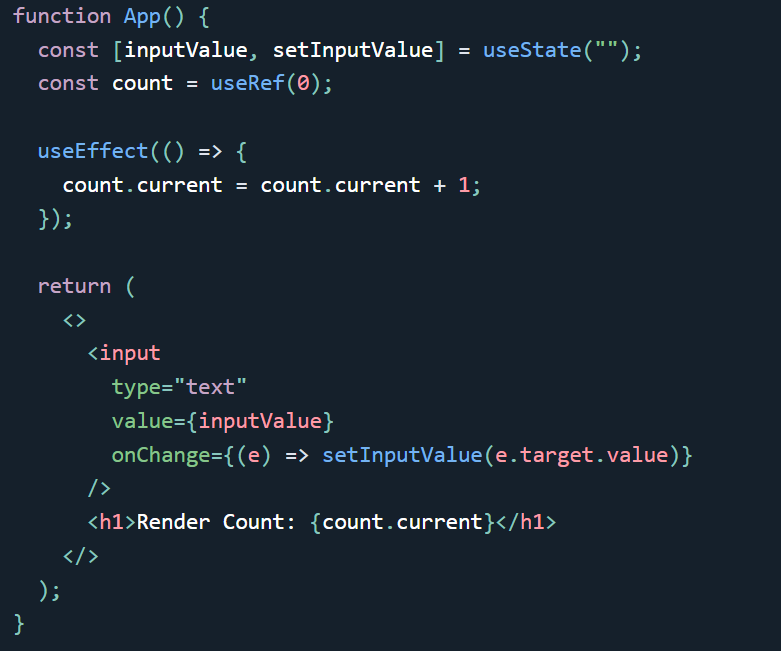 function App() {
  const [inputValue, setInputValue] = useState("");
  const count = useRef(0);

  useEffect(() => {
    count.current = count.current + 1;
  });

  return (
    <>
      <input
        type="text"
        value={inputValue}
        onChange={(e) => setInputValue(e.target.value)}
      />
      <h1>Render Count: {count.current}</h1>
    </>
  );
}